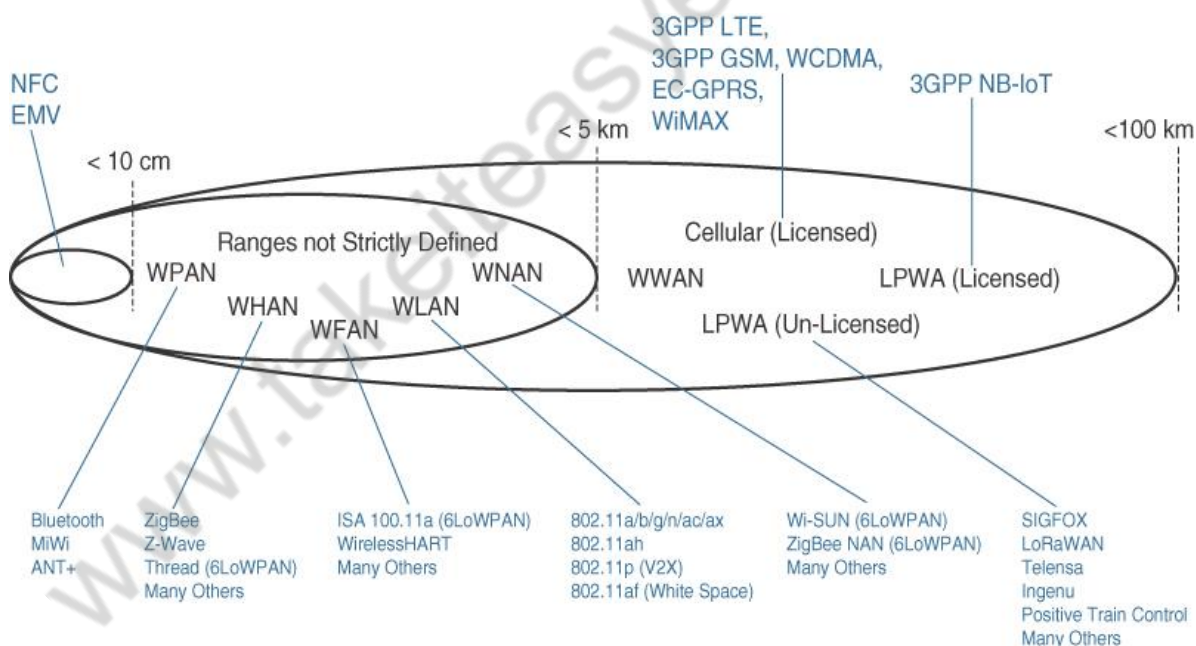 3GPP LTE,
3GPP GSM, WCDMA,
EC-GPRS,
WiMAX
3GPP NB-IoT
NFC
EMV
< 10 cm
< 5 km
<100 km
Ranges not Strictly Defined
Cellular (Licensed)
WPAN
WNAN
WWAN
LPWA (Licensed)
WHAN
WLAN
WFAN
LPWA (Un-Licensed)
Bluetooth
MiWi
ANT+
ZigBee
Z-Wave
Thread (6LoWPAN)
Many Others
ISA 100.11a (6LoWPAN)
WirelessHART
Many Others
802.11a/b/g/n/ac/ax
802.11ah
802.11p (V2X)
802.11af (White Space)
Wi-SUN (6LoWPAN)
ZigBee NAN (6LoWPAN)
Many Others
SIGFOX
LoRaWAN
Telensa
Ingenu
Positive Train Control
Many Others
www.takeiteasye